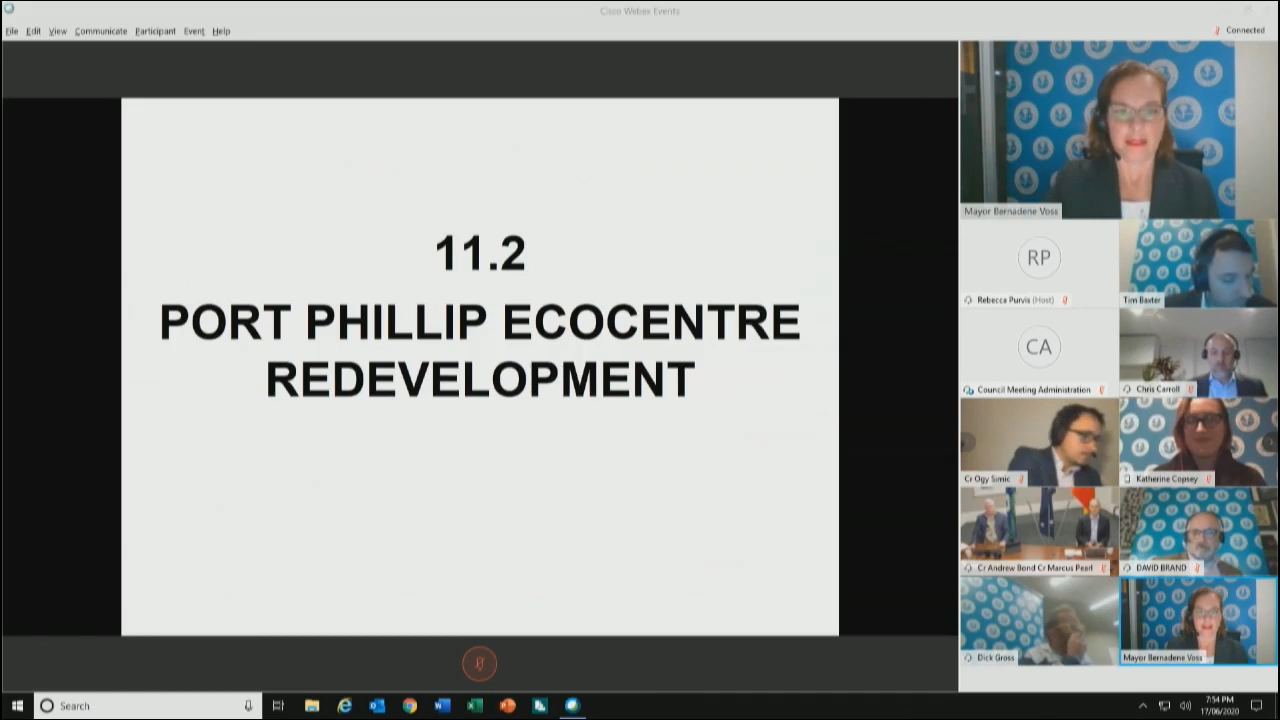 Cisco Webex Events
File Edit View Communicate Participant Event Help
Connected
11.2
PORT PHILLIP ECOCENTRE
REDEVELOPMENT
Mayor Bernadene Voss
RP
Rebecca Purvis (Host)
Tim Baxter
CA
Council Meeting Administration
Chris Carroll
Cr Ogy Simic
Katherine Copsey
Cr Andrew Bond Cr Marcus Pearl
DAVID BRAND
Dick Gross
Mayor Bernadene Voss
Search
7:54 PM
17/06/2020